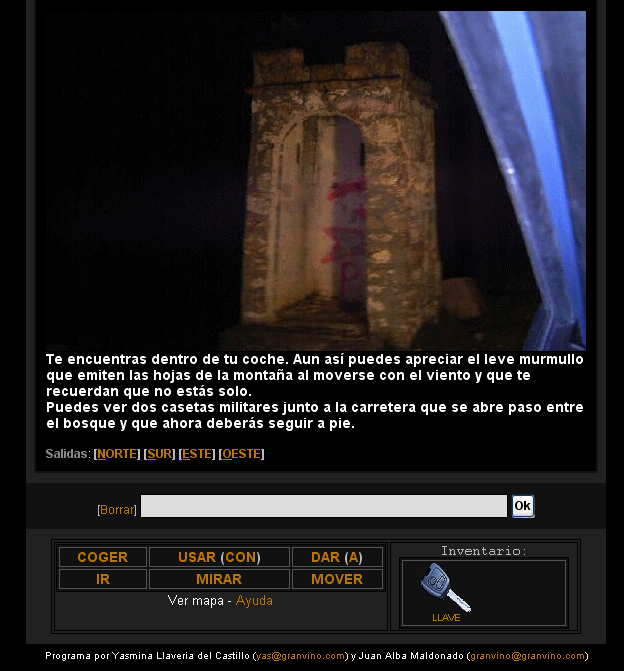 Te encuentras dentro de tu coche. Aun así puedes apreciar el leve murmullo
que emiten las hojas de la montaña al moverse con el viento y que te
recuerdan que no estás solo.
Puedes ver dos casetas militares junto a la carretera que se abre paso entre
el bosque y que ahora deberás seguir a pie.
Salidas: [NORTE] [SUR] [ESTE] [OESTE]
[Borrar] Ok
COGER USAR (CON) DAR (A)
IR MIRAR MOVER
Ver mapa - Ayuda
Inventario:
LLAVE
Programa por Yasmina Llaveria del Castillo (yas@granvino.com) y Juan Alba Maldonado (granvino@granvino.com)